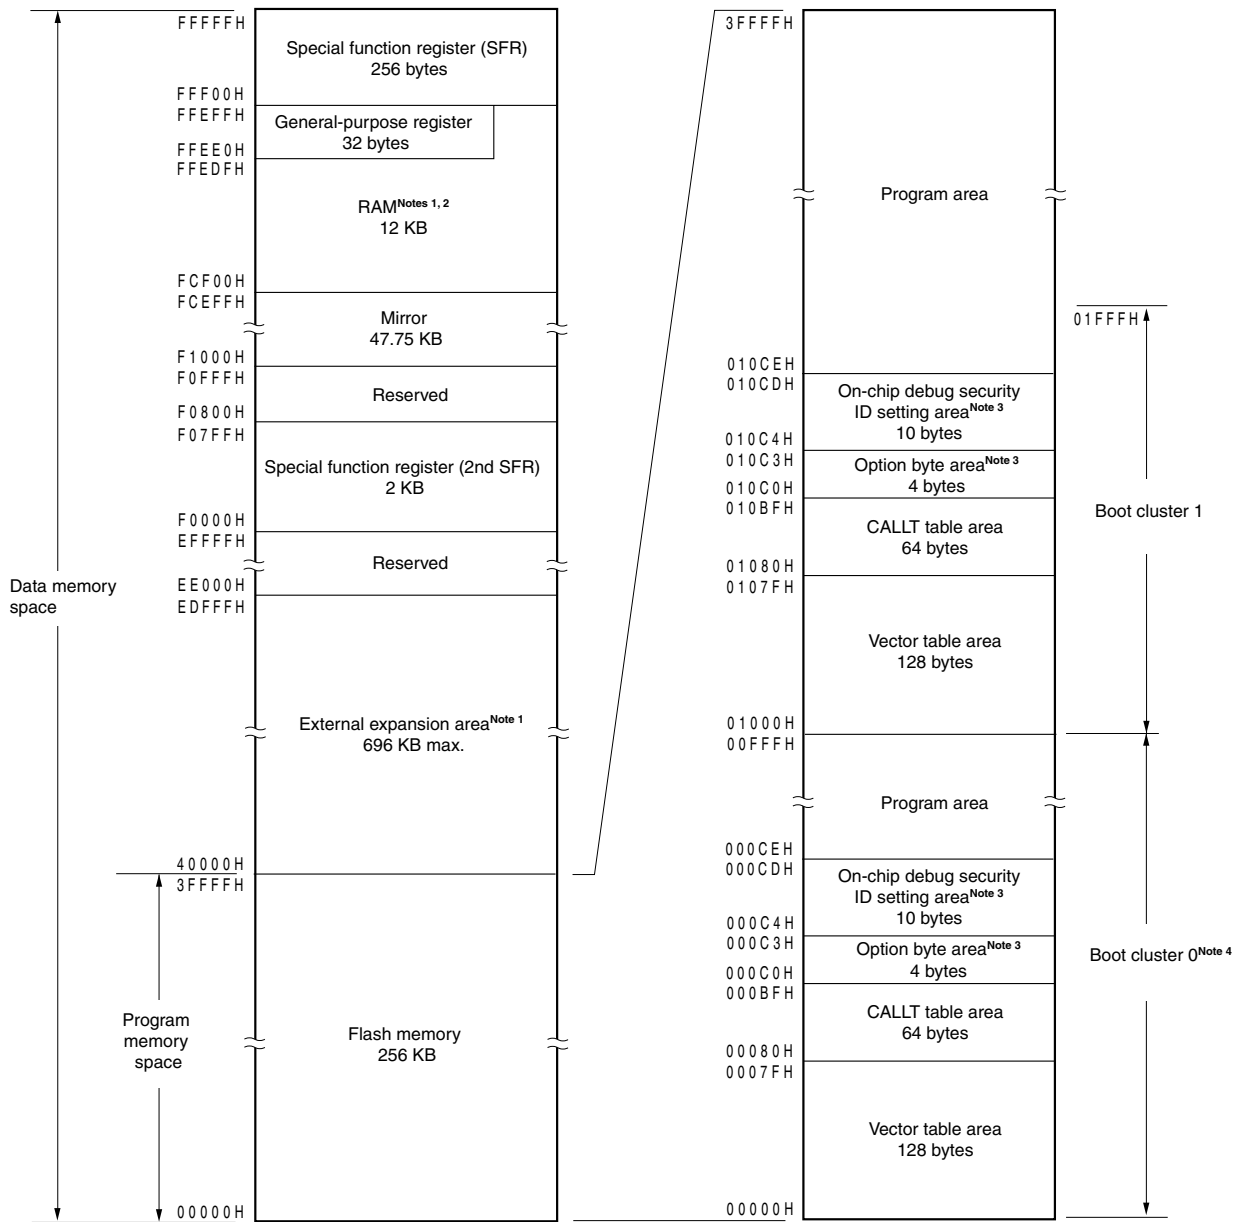 FFFFFH
Special function register (SFR)
256 bytes
FFF00H
FFEFFH
General-purpose register
32 bytes
FFEE0H
FFEDFH
RAMNotes 1, 2
12 KB
FCF00H
FCEFFH
Mirror
47.75 KB
F1000H
F0FFFH
Reserved
F0800H
F07FFH
Special function register (2nd SFR)
2 KB
F0000H
EFFFFH
Reserved
EE000H
EDFFFH
Data memory
space
External expansion areaNote 1
696 KB max.
40000H
3FFFFH
Program
memory
space
Flash memory
256 KB
00000H
3FFFFH
Program area
01FFFH
010CEH
010CDH
On-chip debug security
ID setting areaNote 3
10 bytes
010C4H
010C3H
Option byte areaNote 3
4 bytes
010C0H
010BFH
Boot cluster 1
CALLT table area
64 bytes
01080H
0107FH
Vector table area
128 bytes
01000H
00FFFH
Program area
000CEH
000CDH
On-chip debug security
ID setting areaNote 3
10 bytes
000C4H
000C3H
Option byte areaNote 3
4 bytes
Boot cluster 0Note 4
000C0H
000BFH
CALLT table area
64 bytes
00080H
0007FH
Vector table area
128 bytes
00000H